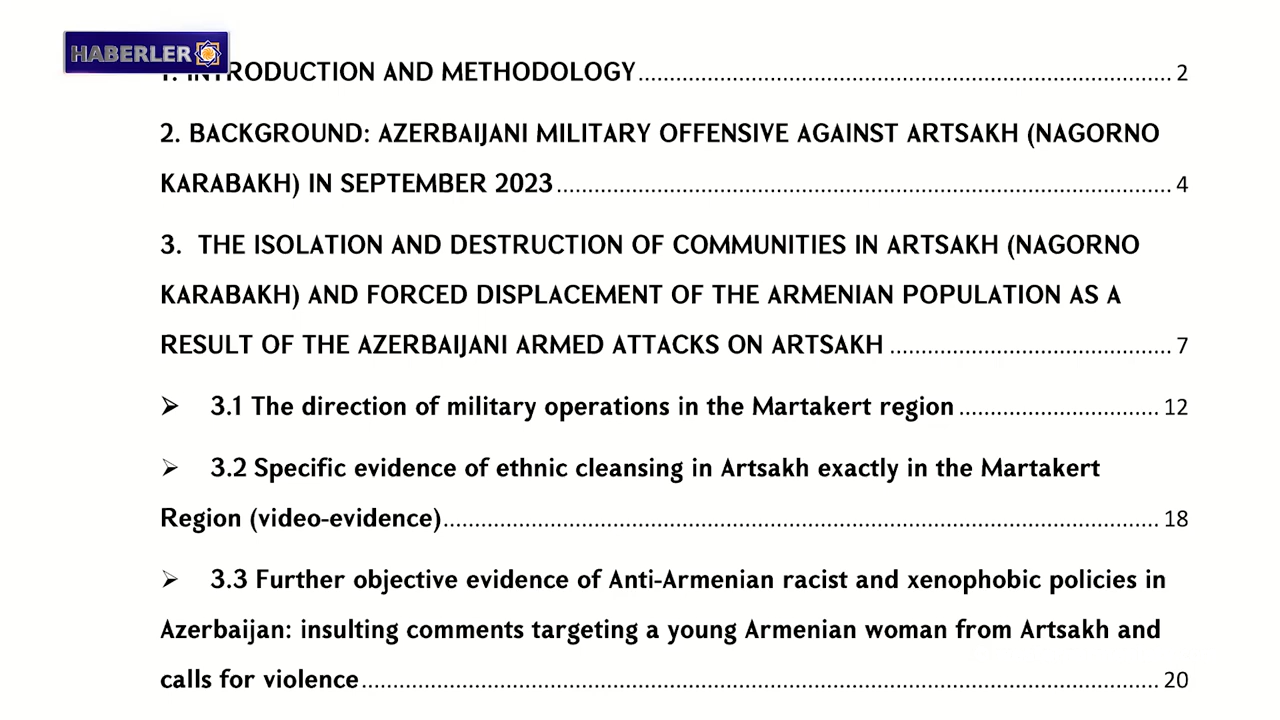 HABERLER
1. INTRODUCTION AND METHODOLOGY 2
2. BACKGROUND: AZERBAIJANI MILITARY OFFENSIVE AGAINST ARTSAKH (NAGORNO
KARABAKH) IN SEPTEMBER 2023 4
3. THE ISOLATION AND DESTRUCTION OF COMMUNITIES IN ARTSAKH (NAGORNO
KARABAKH) AND FORCED DISPLACEMENT OF THE ARMENIAN POPULATION AS A
RESULT OF THE AZERBAIJANI ARMED ATTACKS ON ARTSAKH 7
➢ 3.1 The direction of military operations in the Martakert region 12
➢ 3.2 Specific evidence of ethnic cleansing in Artsakh exactly in the Martakert
Region (video-evidence) 18
➢ 3.3 Further objective evidence of Anti-Armenian racist and xenophobic policies in
Azerbaijan: insulting comments targeting a young Armenian woman from Artsakh and
calls for violence 20